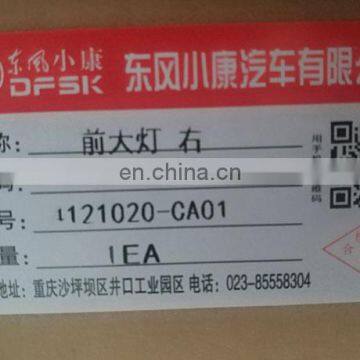 东风小康 东风小康汽车有限
DFSK
称: 前大灯 右
en.china.cn
号: 4121020-CA01
量: 1EA
地址: 重庆沙坪坝区井口工业园区 电话: 023-85558304